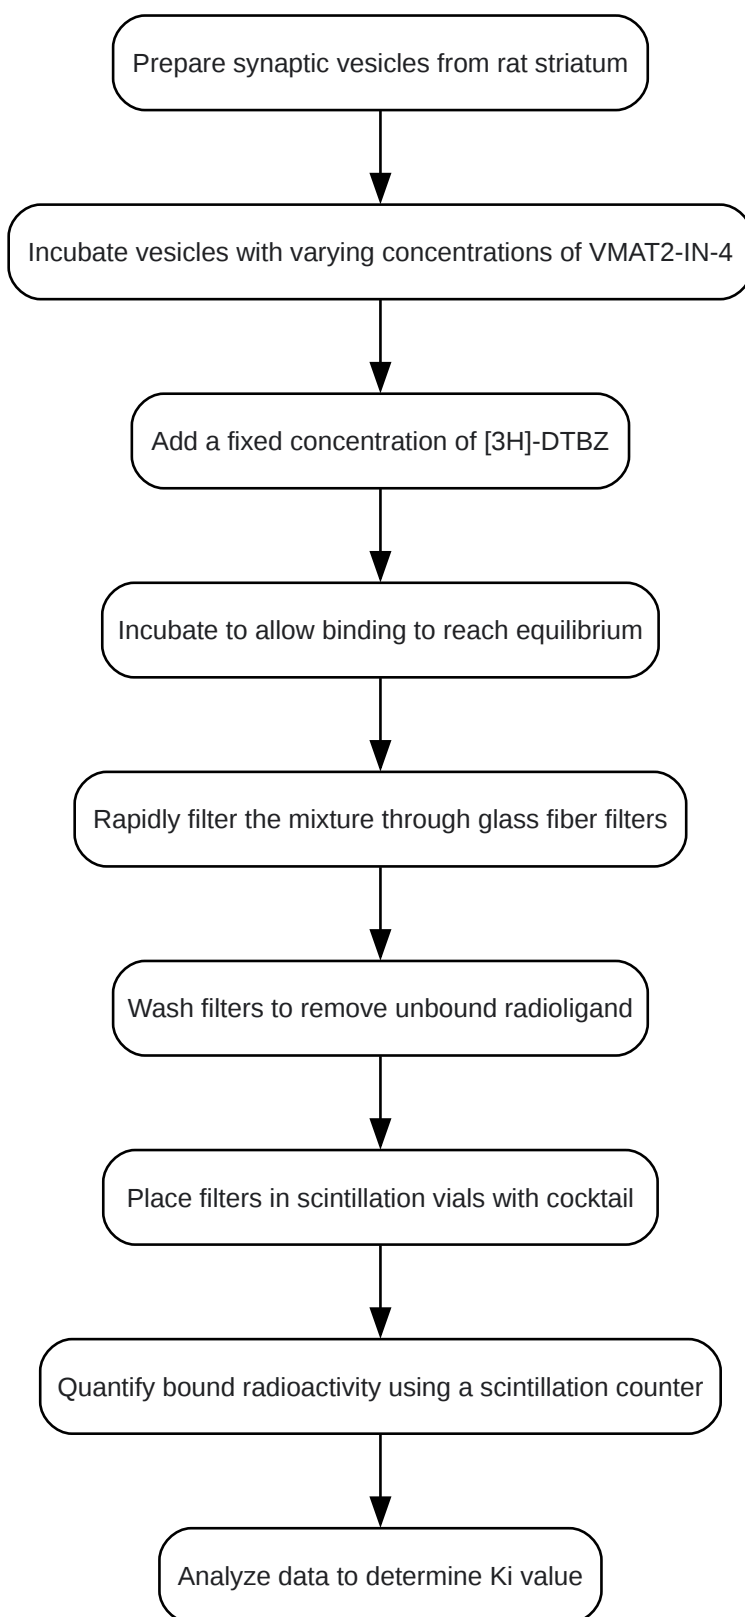 Prepare synaptic vesicles from rat striatum
Incubate vesicles with varying concentrations of VMAT2-IN-4
Add a fixed concentration of [3H]-DTBZ
Incubate to allow binding to reach equilibrium
Rapidly filter the mixture through glass fiber filters
Wash filters to remove unbound radioligand
Place filters in scintillation vials with cocktail
Quantify bound radioactivity using a scintillation counter
Analyze data to determine Ki value